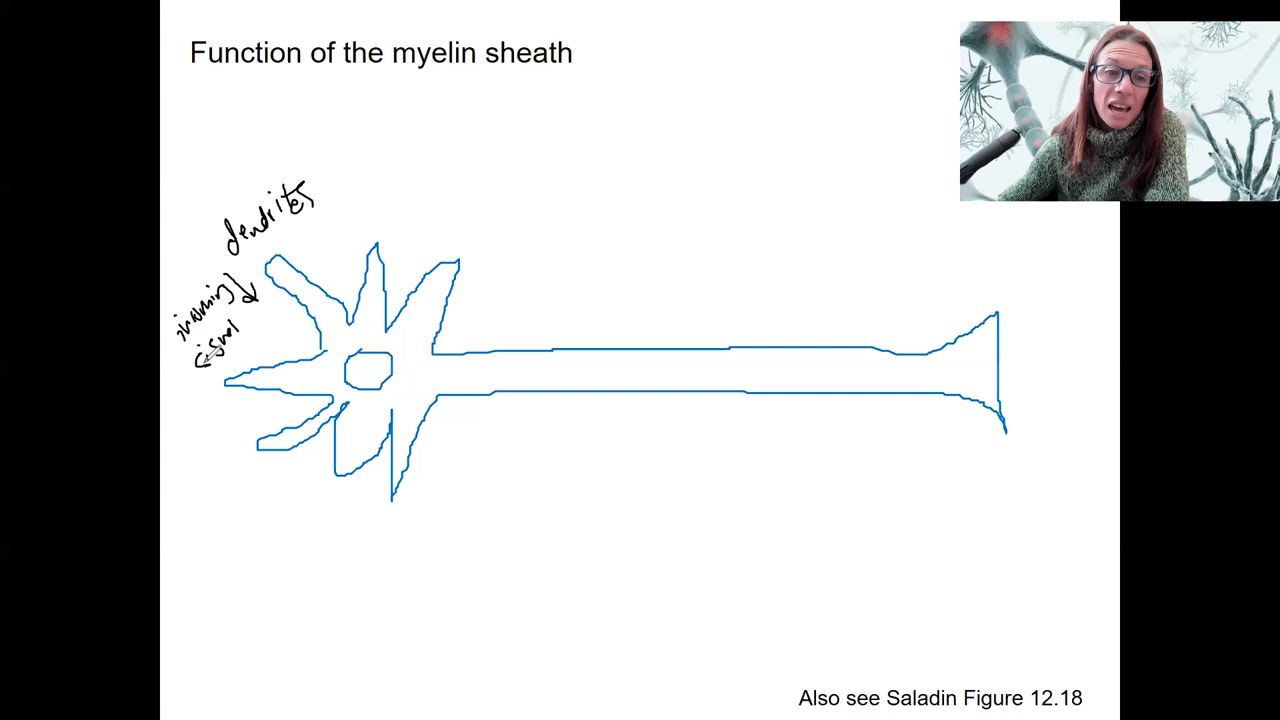 Function of the myelin sheath
dendrites
incoming
signal
Also see Saladin Figure 12.18